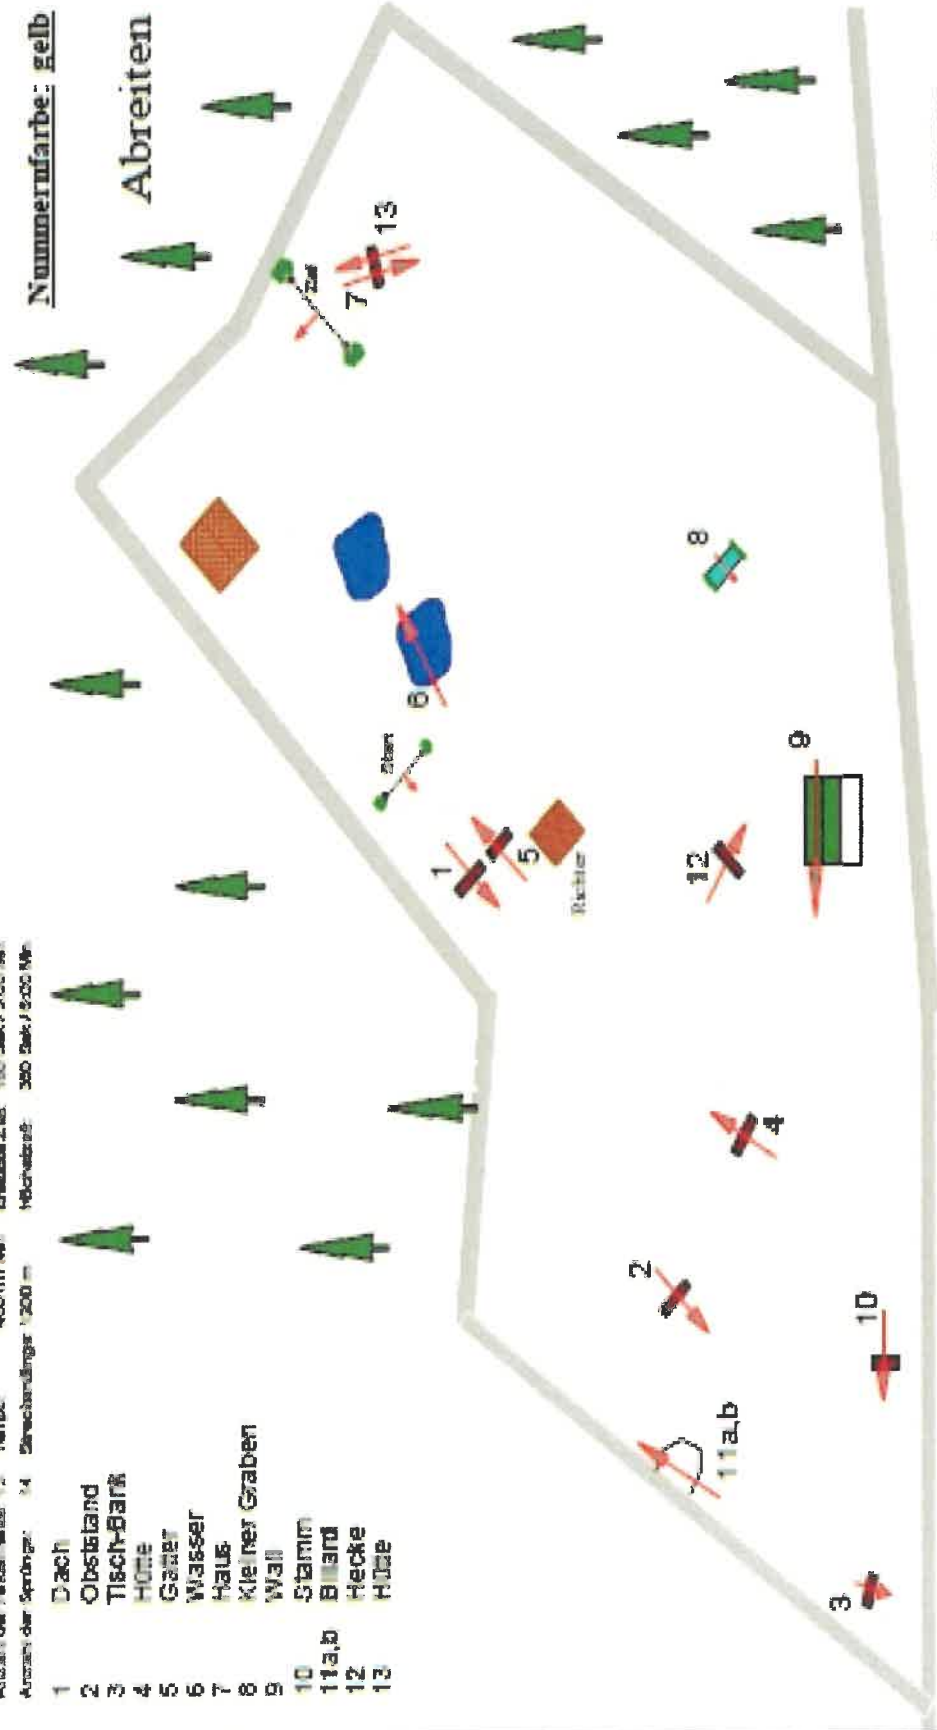 Nummernfarbe: gelb
Abreiten
Anzahl der Sprünge: 14
1 Dach
2 Obststand
3 Tisch-Bank
4 Hütte
5 Gatter
6 Wasser
7 Haus
8 Kleiner Graben
9 Wall
10 Stamm
11a,b Billard
12 Hecke
13 Hütte
Ziel
7
13
6
Start
1
5
Richter
8
9
12
4
2
10
11a,b
3